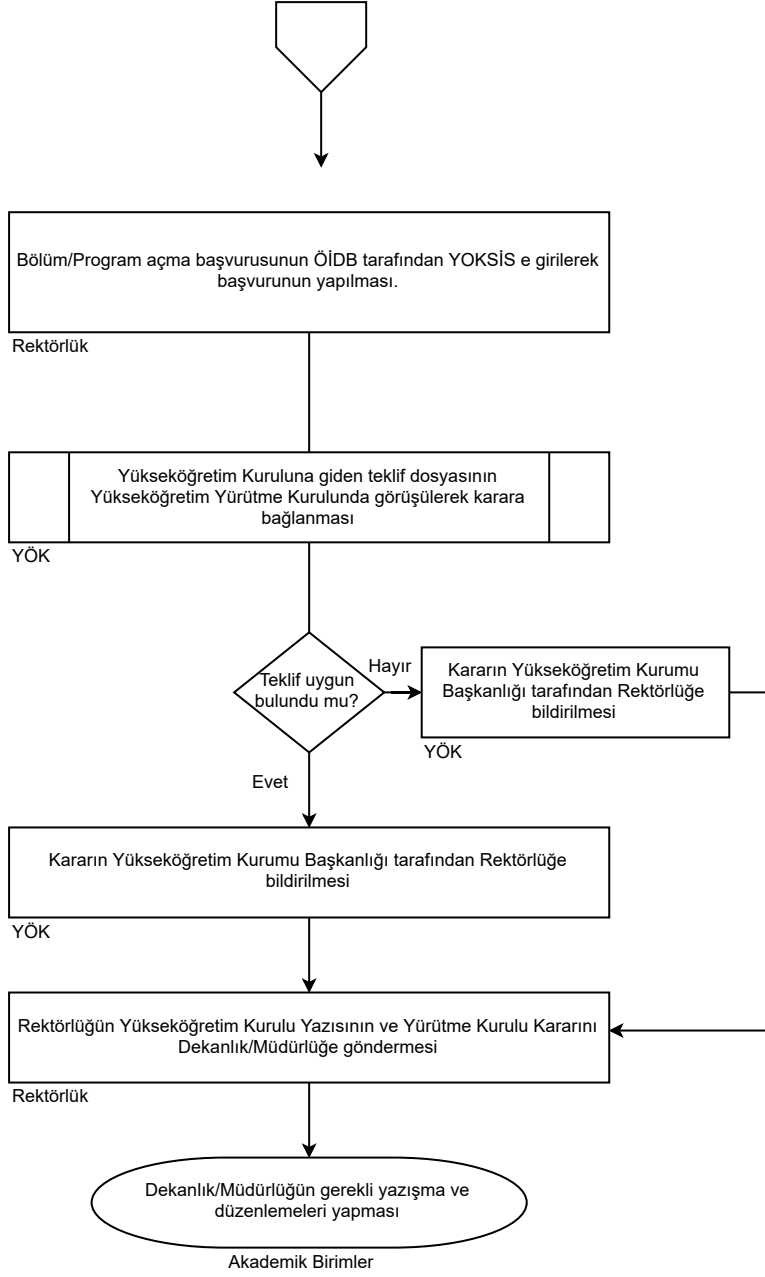 Bölüm/Program açma başvurusunun ÖİDB tarafından YOKSİS e girilerek
başvurunun yapılması.
Rektörlük
Yükseköğretim Kuruluna giden teklif dosyasının
Yükseköğretim Yürütme Kurulunda görüşülerek karara
bağlanması
YÖK
Teklif uygun
bulundu mu?
Hayır
Kararın Yükseköğretim Kurumu
Başkanlığı tarafından Rektörlüğe
bildirilmesi
YÖK
Evet
Kararın Yükseköğretim Kurumu Başkanlığı tarafından Rektörlüğe
bildirilmesi
YÖK
Rektörlüğün Yükseköğretim Kurulu Yazısının ve Yürütme Kurulu Kararını
Dekanlık/Müdürlüğe göndermesi
Rektörlük
Dekanlık/Müdürlüğün gerekli yazışma ve
düzenlemeleri yapması
Akademik Birimler